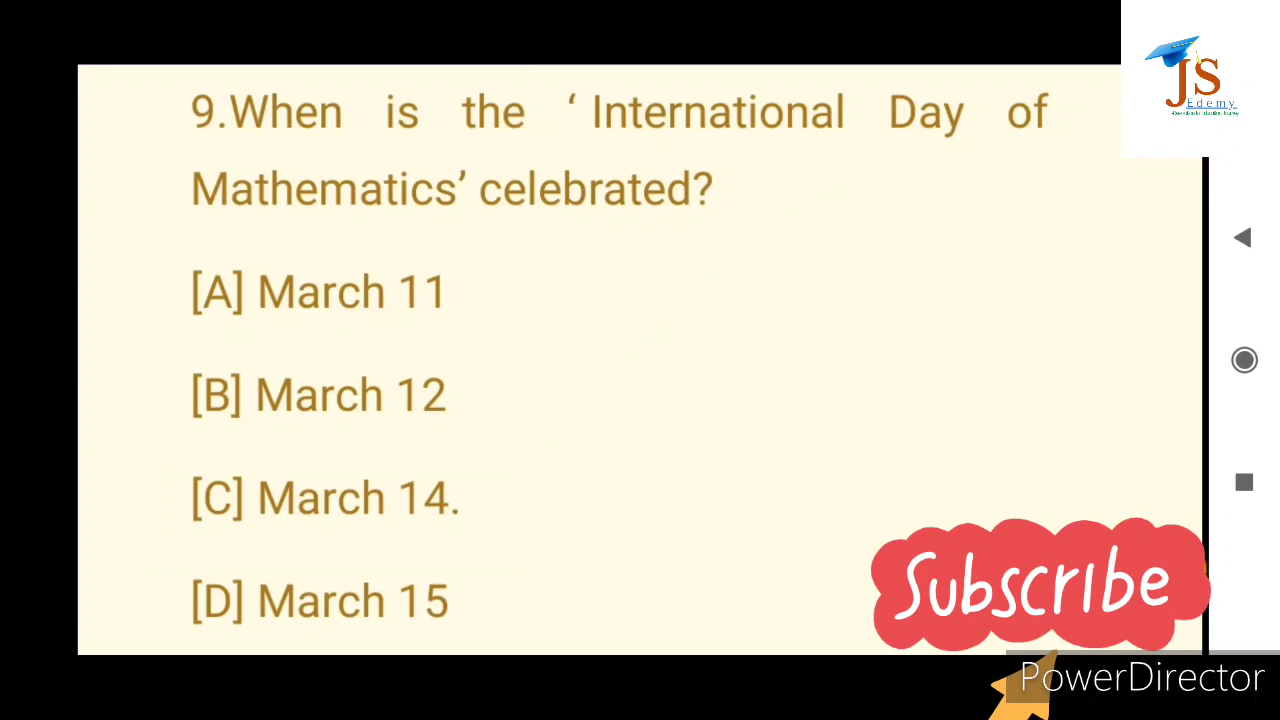 JS
Edemy
9.When is the ‘ International Day of
Mathematics’ celebrated?
[A] March 11
[B] March 12
[C] March 14.
[D] March 15
Subscribe
PowerDirector